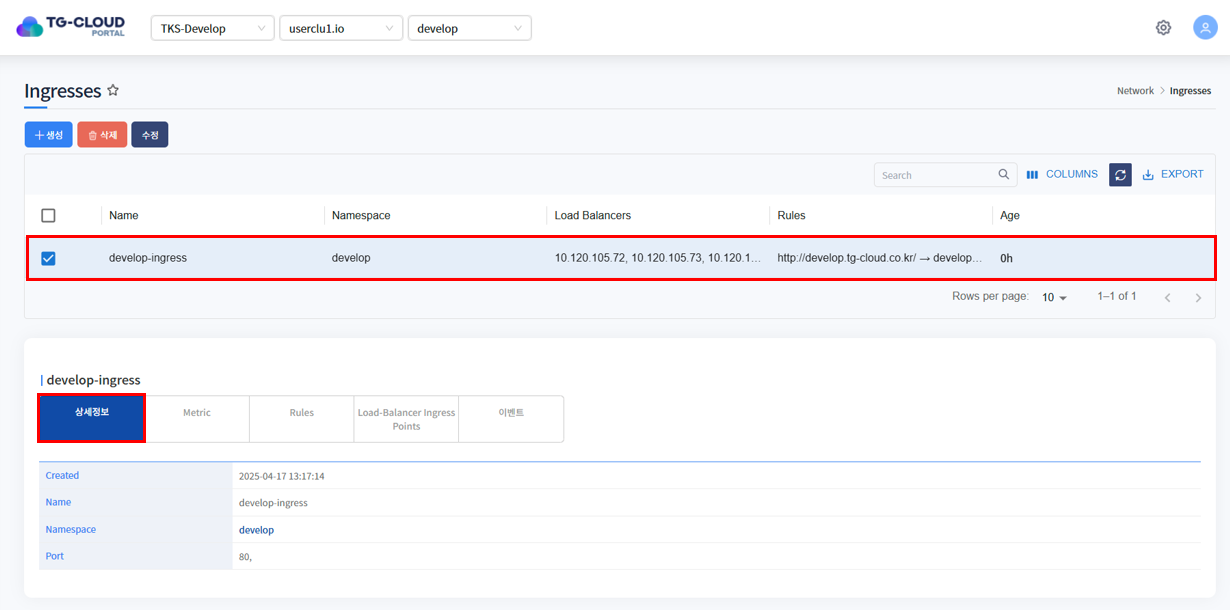 TG-CLOUD
PORTAL
TKS-Develop
userclu1.io
develop
Ingresses
Network > Ingresses
+ 생성
삭제
수정
Search
COLUMNS
EXPORT
Name
Namespace
Load Balancers
Rules
Age
develop-ingress
develop
10.120.105.72, 10.120.105.73, 10.120.1...
http://develop.tg-cloud.co.kr/ → develop...
0h
Rows per page:
10
1–1 of 1
develop-ingress
상세정보
Metric
Rules
Load-Balancer Ingress
Points
이벤트
Created
2025-04-17 13:17:14
Name
develop-ingress
Namespace
develop
Port
80,